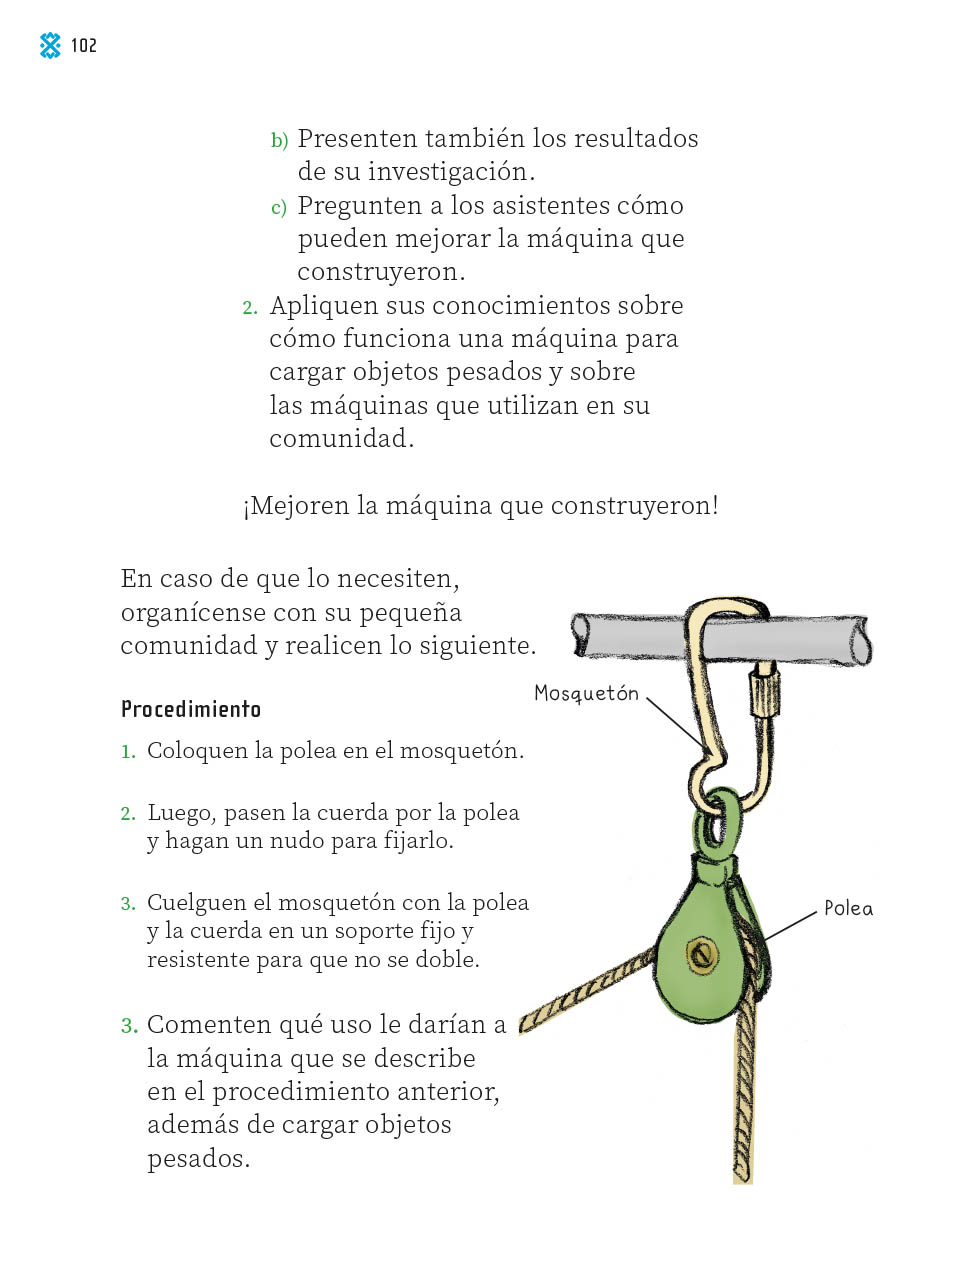 102
b) Presenten también los resultados
de su investigación.
c) Pregunten a los asistentes cómo
pueden mejorar la máquina que
construyeron.
2. Apliquen sus conocimientos sobre
cómo funciona una máquina para
cargar objetos pesados y sobre
las máquinas que utilizan en su
comunidad.
¡Mejoren la máquina que construyeron!
En caso de que lo necesiten,
organícense con su pequeña
comunidad y realicen lo siguiente.
Procedimiento
1. Coloquen la polea en el mosquetón.
2. Luego, pasen la cuerda por la polea
y hagan un nudo para fijarlo.
3. Cuelguen el mosquetón con la polea
y la cuerda en un soporte fijo y
resistente para que no se doble.
3. Comenten qué uso le darían a
la máquina que se describe
en el procedimiento anterior,
además de cargar objetos
pesados.
Mosquetón
Polea